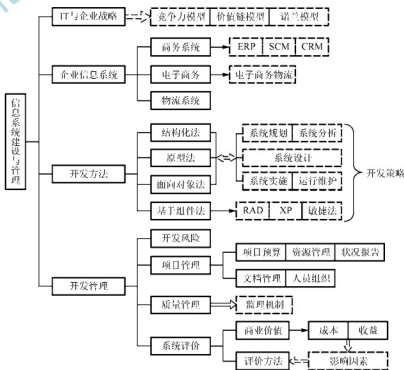 信息系统建设与管理
IT与企业战略 竞争力模型 价值链模型 诺兰模型
企业信息系统
商务系统 ERP SCM CRM
电子商务 电子商务物流
物流系统
开发方法
结构化法 系统规划 系统分析
原型法 系统设计
面向对象法 系统实施 运行维护
基于组件法 RAD XP 敏捷法
开发策略
开发管理
开发风险
项目管理 项目预算 资源管理 状况报告
文档管理 人员组织
质量管理 监理机制
系统评价
商业价值 成本 收益
评价方法 影响因素